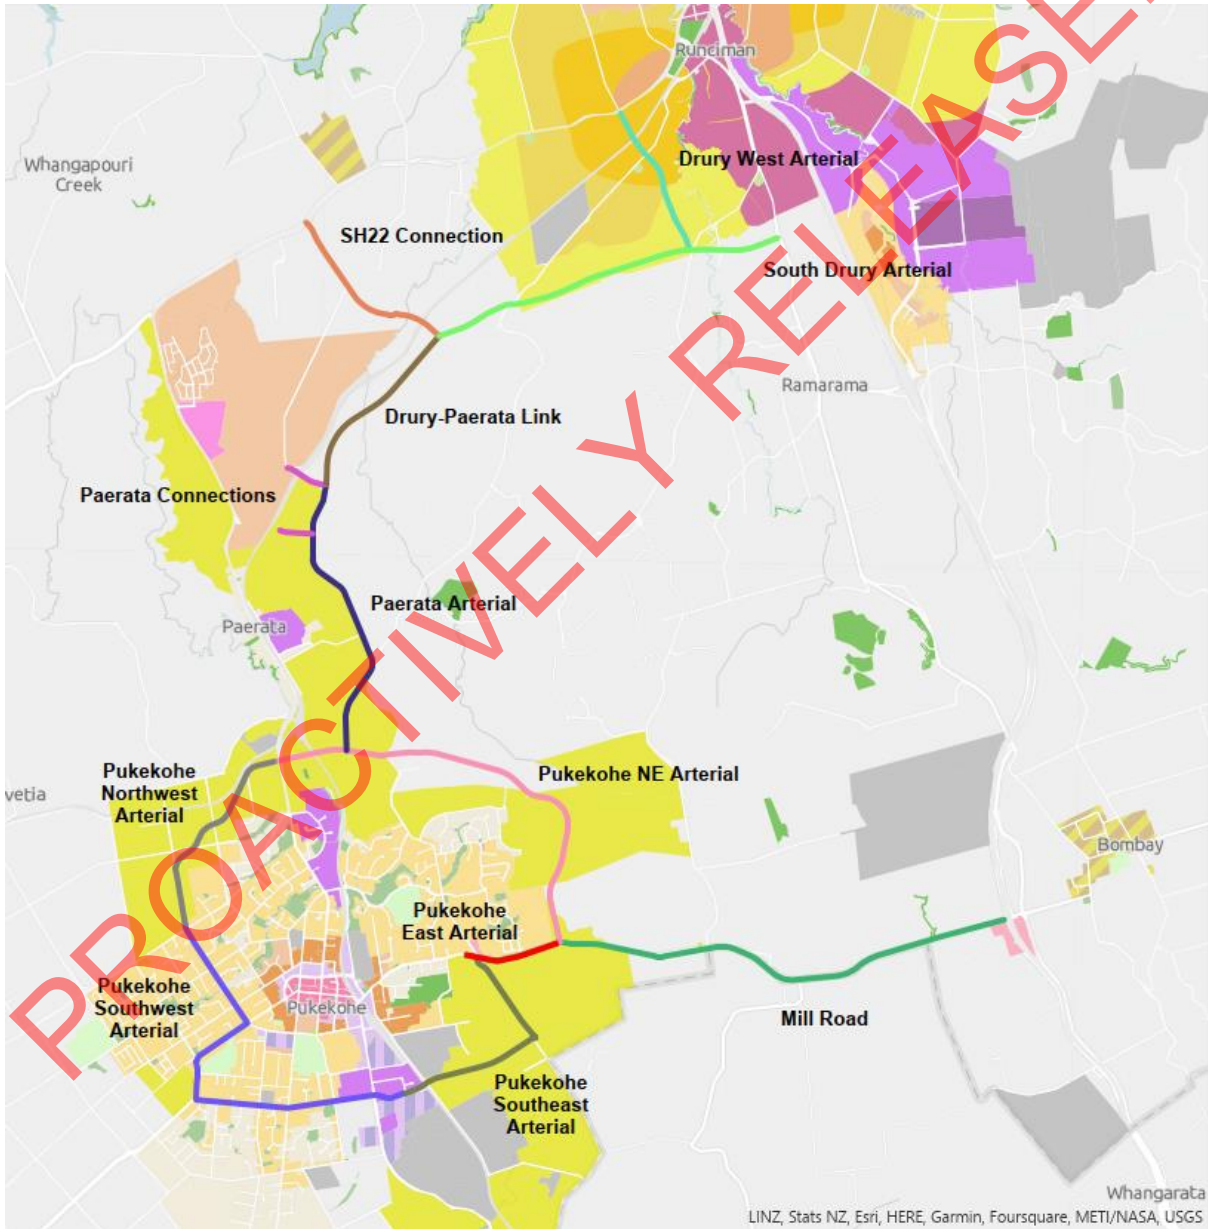 Runciman
Whangapouri
Creek
Drury West Arterial
SH22 Connection
South Drury Arterial
Ramarama
Drury-Paerata Link
Paerata Connections
Paerata Arterial
Paerata
Pukekohe
Northwest
Arterial
vetia
Pukekohe NE Arterial
Bombay
Pukekohe
East Arterial
Pukekohe
Southwest
Arterial
Pukekohe
Mill Road
Pukekohe
Southeast
Arterial
Whangarata
LINZ, Stats NZ, Esri, HERE, Garmin, Foursquare, METI/NASA, USGS
PROACTIVELY RELEASE